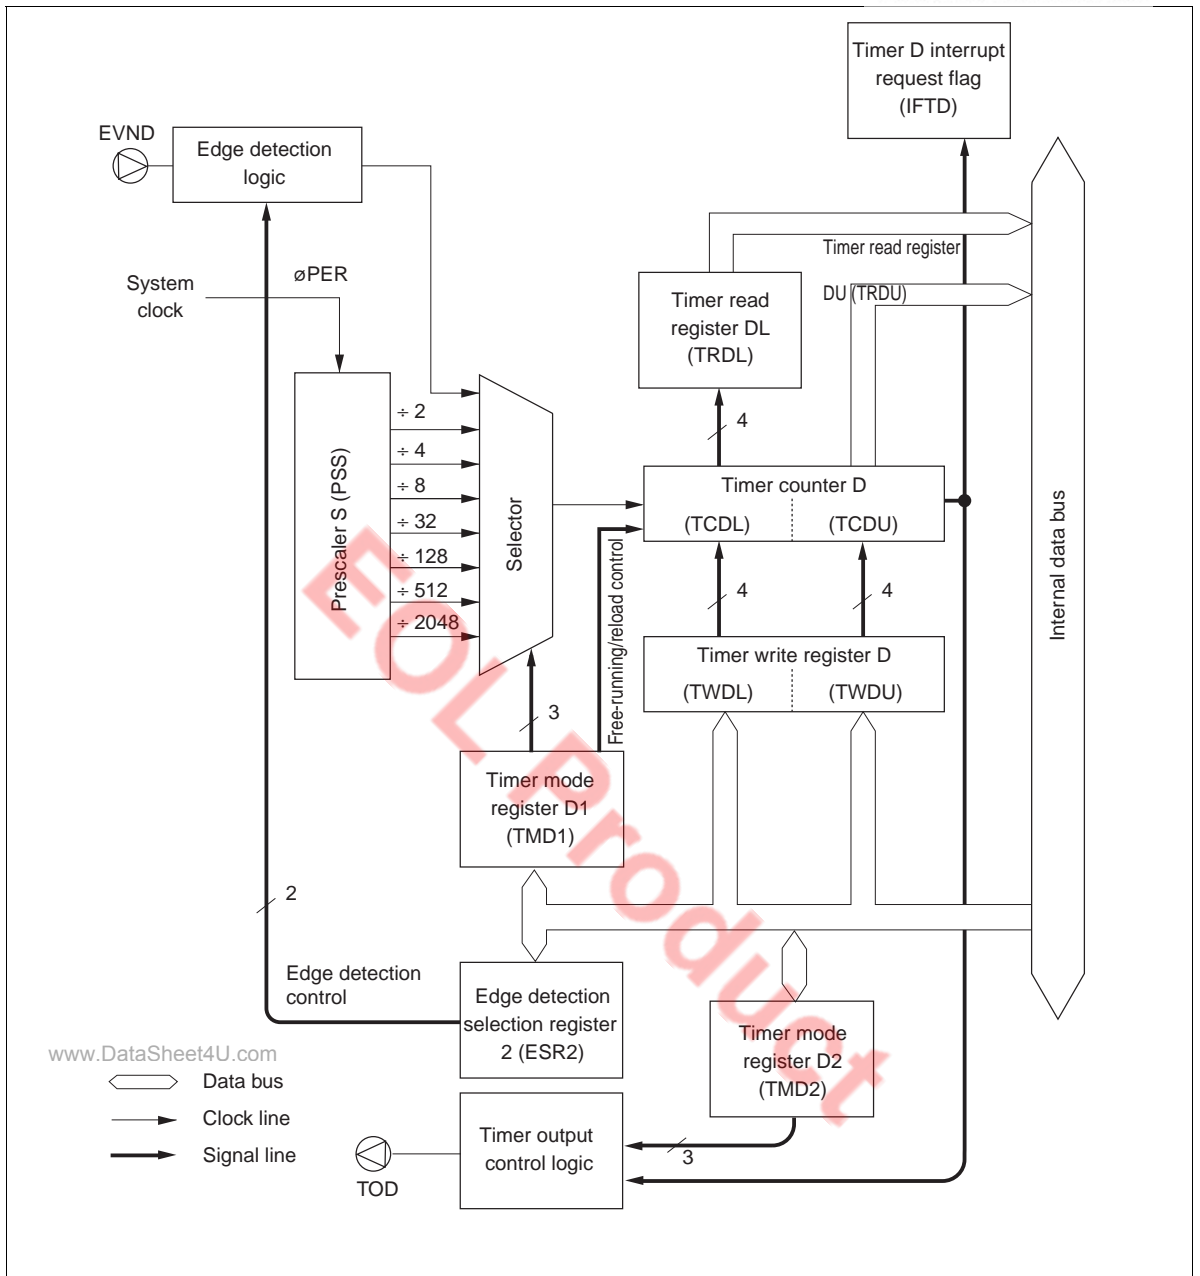 Timer D interrupt
request flag
(IFTD)
EVND
Edge detection
logic
Timer read register
øPER
System
clock
DU (TRDU)
Timer read
register DL
(TRDL)
÷ 2
÷ 4
÷ 8
÷ 32
÷ 128
÷ 512
÷ 2048
Prescaler S (PSS)
Selector
4
Timer counter D
(TCDL)
(TCDU)
Free-running/reload control
4
4
Timer write register D
(TWDL)
(TWDU)
Internal data bus
3
Timer mode
register D1
(TMD1)
2
Edge detection
control
Edge detection
selection register
2 (ESR2)
Timer mode
register D2
(TMD2)
www.DataSheet4U.com
Data bus
Clock line
Signal line
TOD
Timer output
control logic
3
EOL Product